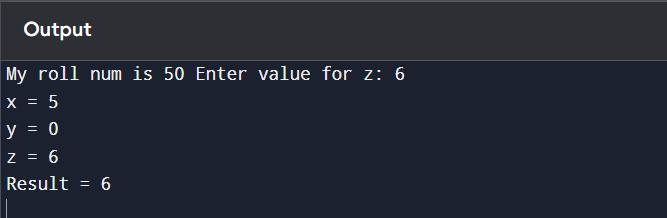 Output
My roll num is 50 Enter value for z: 6
x = 5
y = 0
z = 6
Result = 6